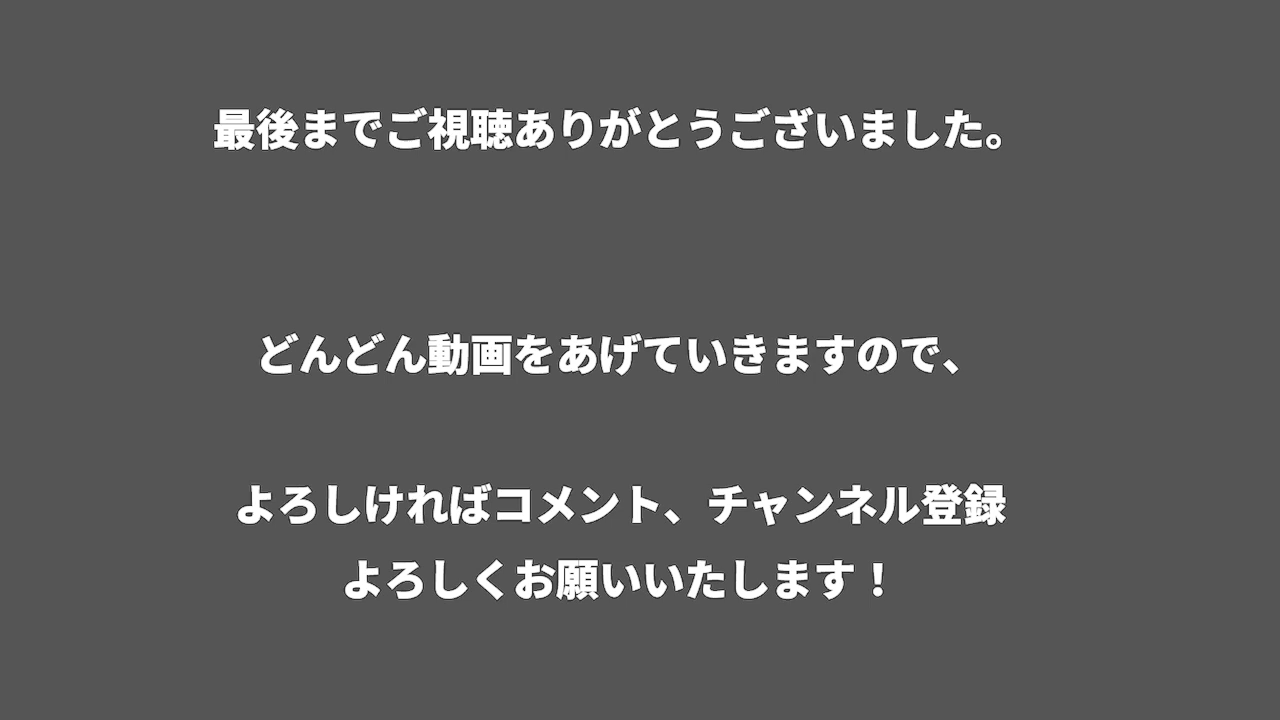 最後までご視聴ありがとうございました。
どんどん動画をあげていきますので、
よろしければコメント、チャンネル登録
よろしくお願いいたします！